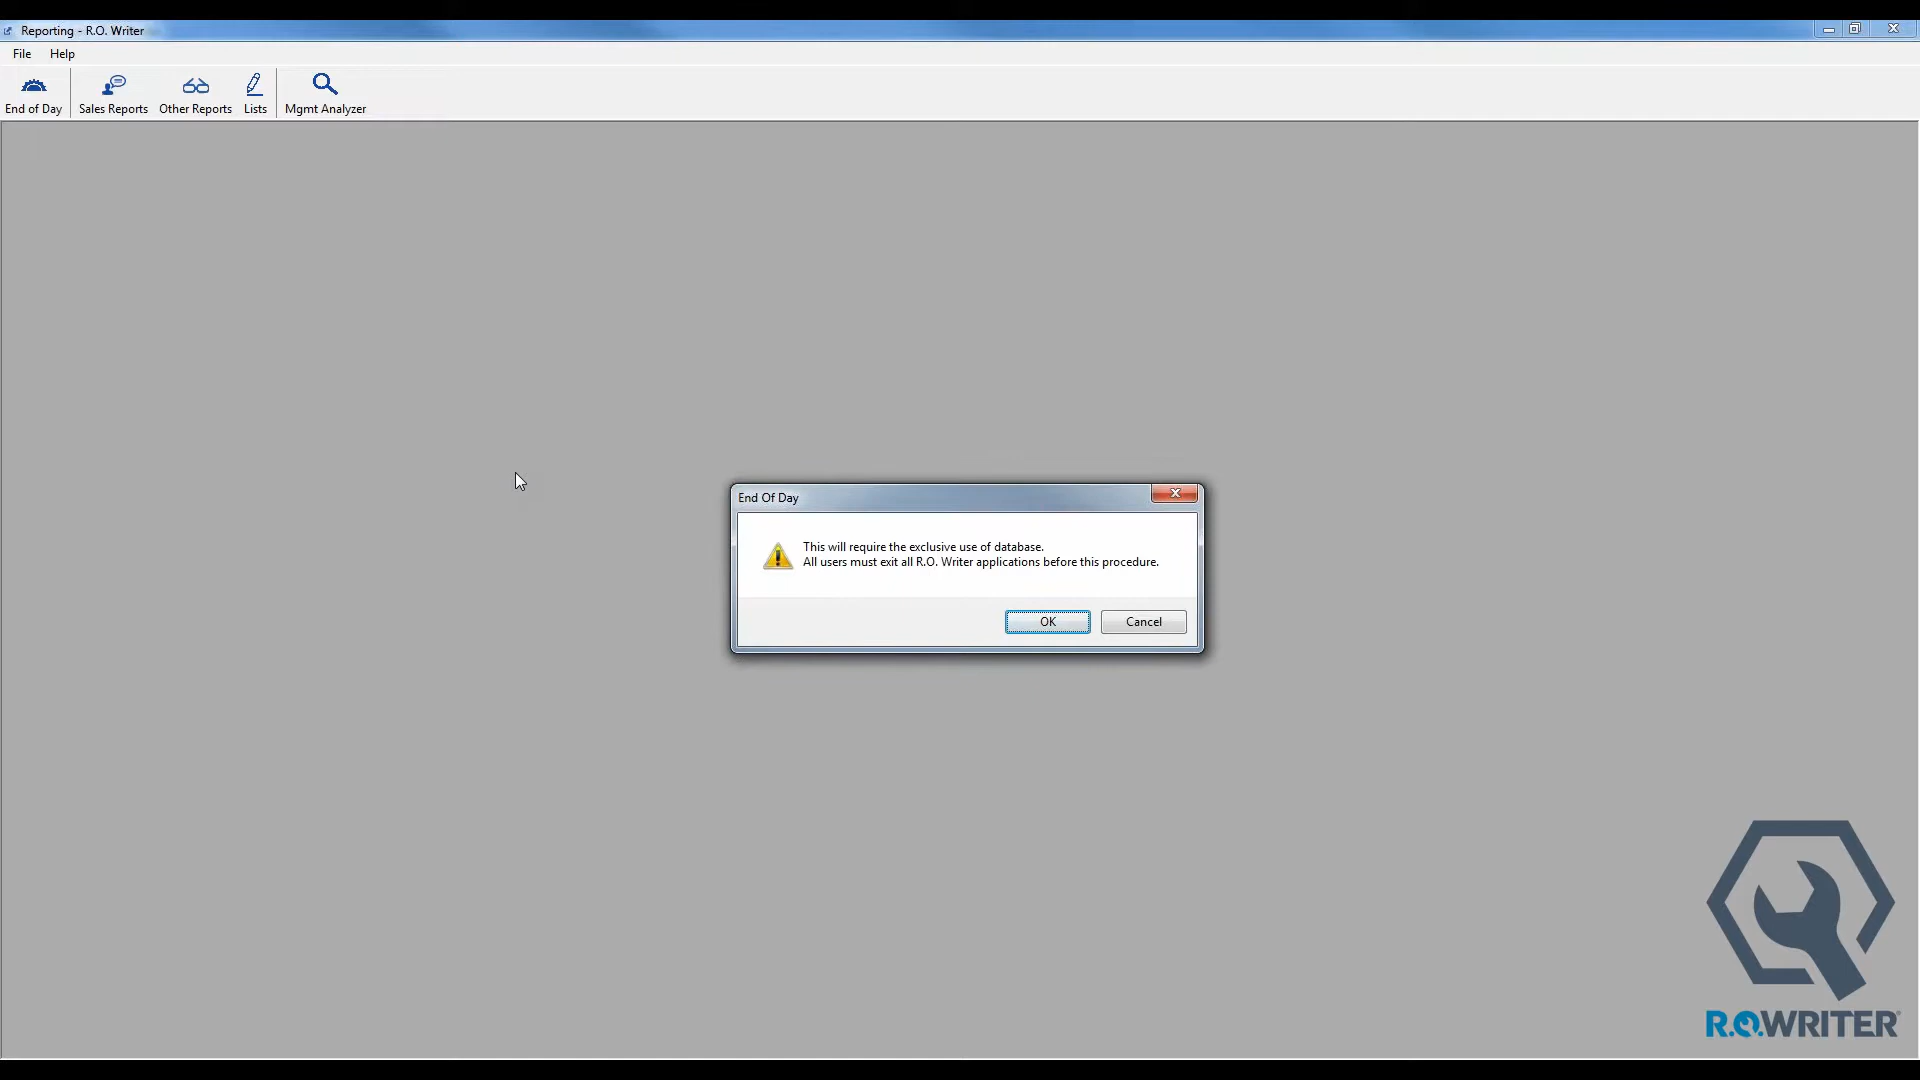 Reporting - R.O. Writer
File Help
End of Day Sales Reports Other Reports Lists Mgmt Analyzer
End Of Day
This will require the exclusive use of database.
All users must exit all R.O. Writer applications before this procedure.
OK Cancel
R.O.WRITER